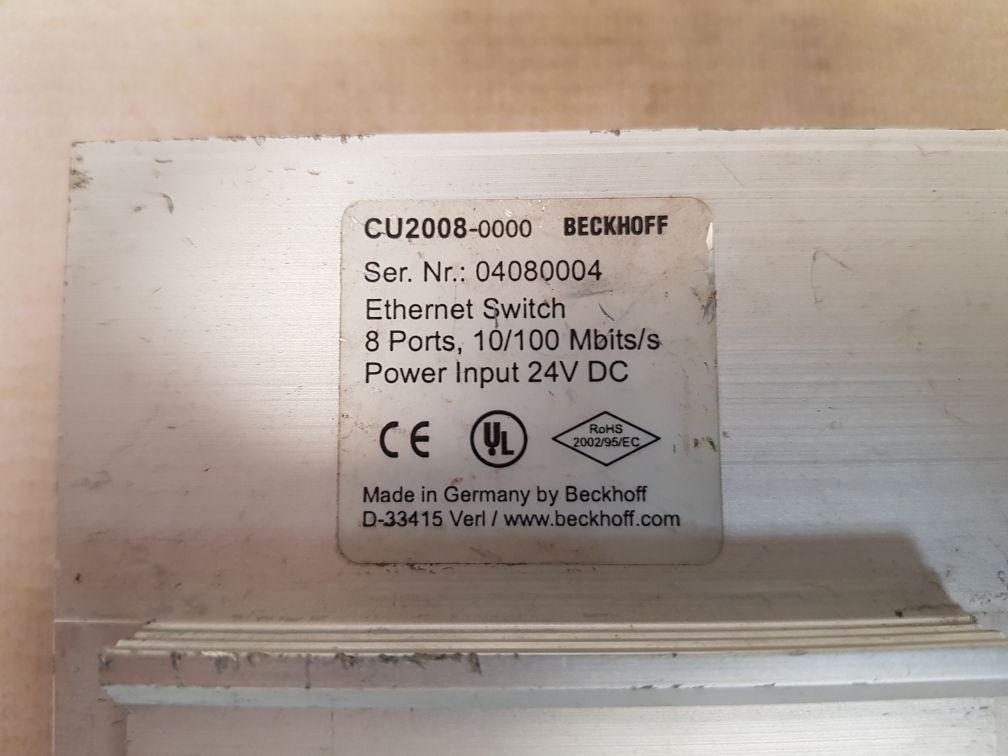 CU2008-0000 BECKHOFF
Ser. Nr.: 04080004
Ethernet Switch
8 Ports, 10/100 Mbits/s
Power Input 24V DC
CE UL RoHS
2002/95/EC
Made in Germany by Beckhoff
D-33415 Verl / www.beckhoff.com